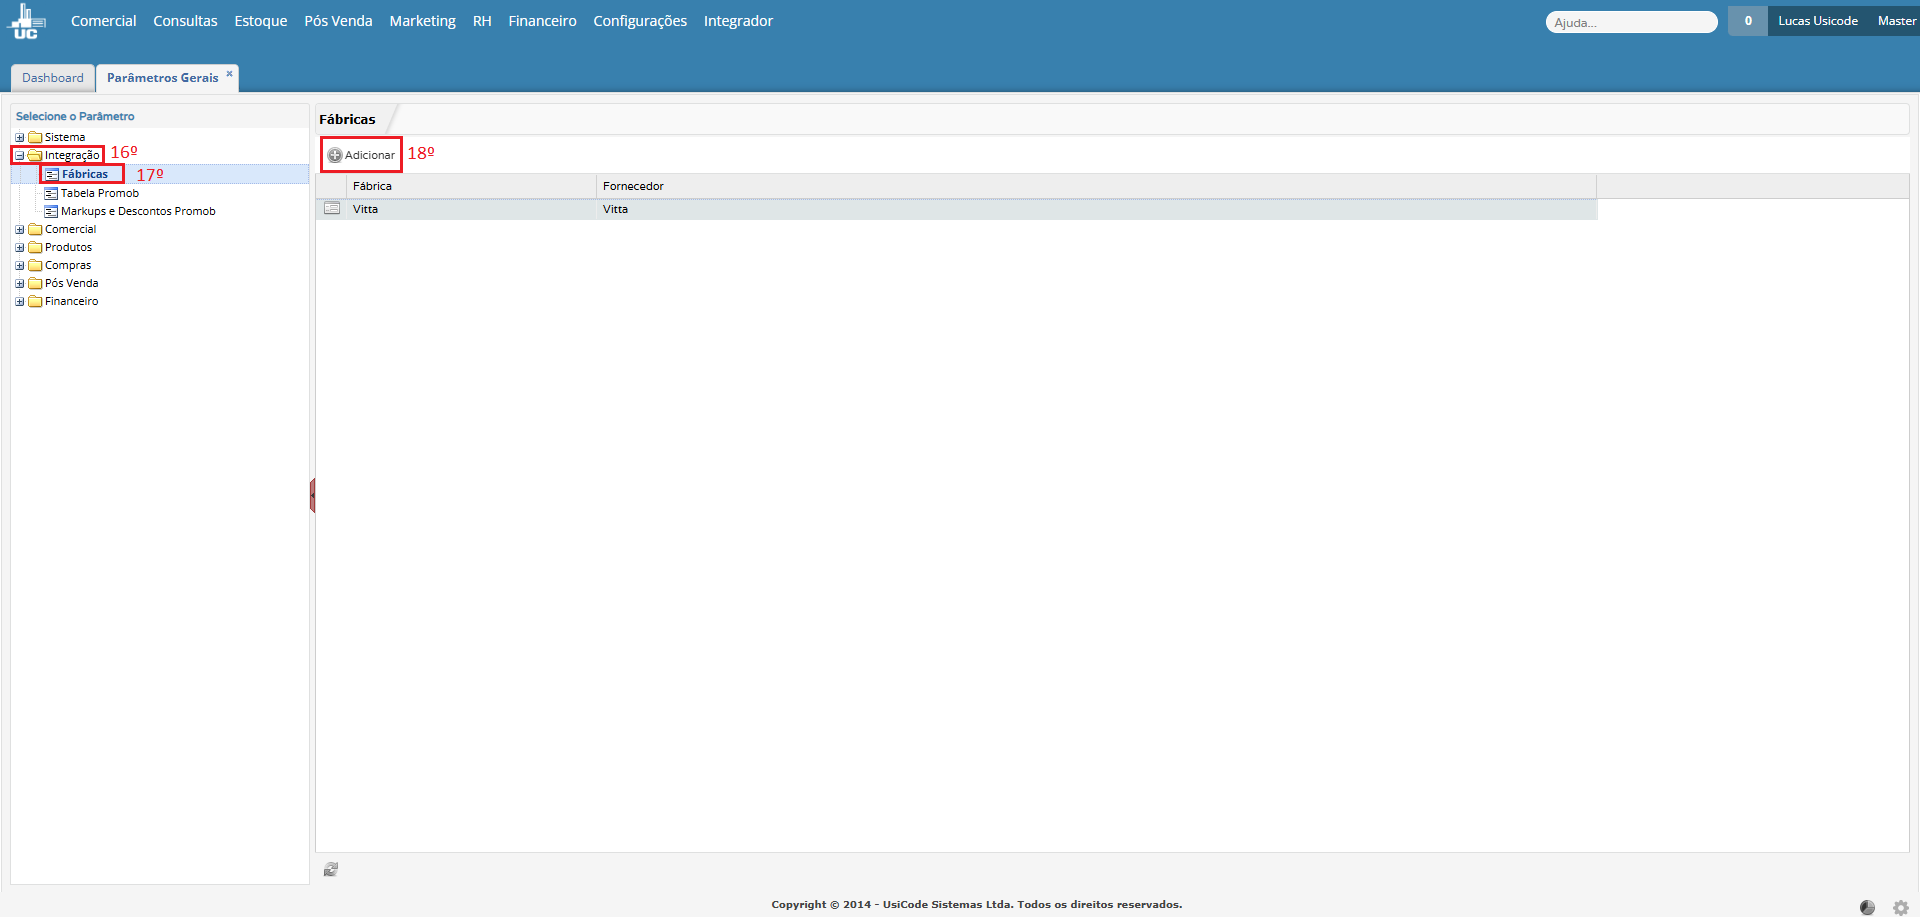 UC
Comercial Consultas Estoque Pós Venda Marketing RH Financeiro Configurações Integrador
Ajuda...
0
Lucas Usicode Master
Dashboard
Parâmetros Gerais
Selecione o Parâmetro
Sistema
Integração 16º
Fábricas 17º
Tabela Promob
Markups e Descontos Promob
Comercial
Produtos
Compras
Pós Venda
Financeiro
Fábricas
Adicionar 18º
Fábrica Fornecedor
Vitta Vitta
Copyright © 2014 - UsiCode Sistemas Ltda. Todos os direitos reservados.